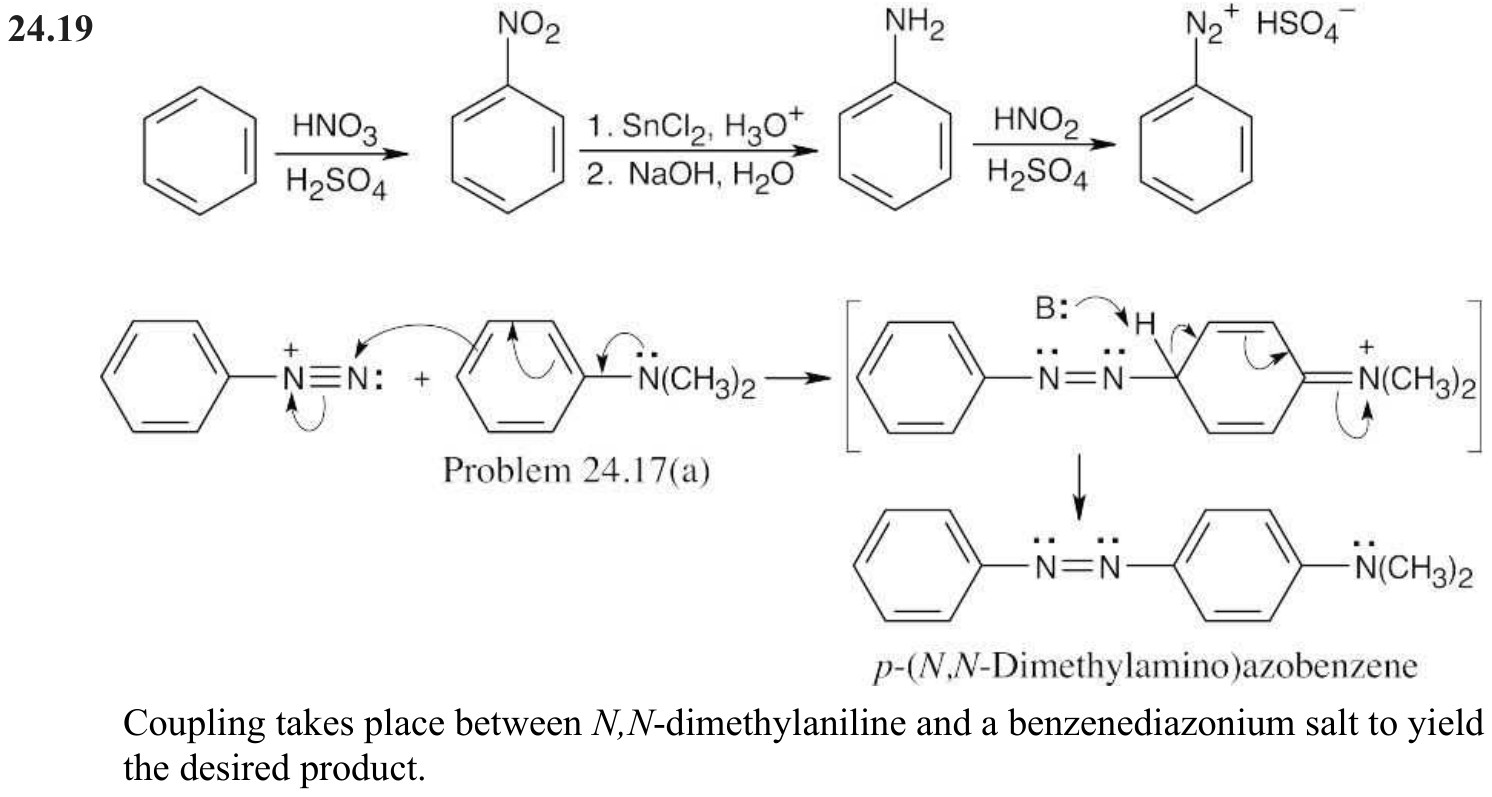 24.19
NO₂ NH₂ N₂⁺ HSO₄⁻
HNO₃ 1. SnCl₂, H₃O⁺ HNO₂
H₂SO₄ 2. NaOH, H₂O H₂SO₄
B: H
+ +
N≡N: + N̈(CH₃)₂ N̈=N̈ N(CH₃)₂
Problem 24.17(a)
N̈=N̈ N̈(CH₃)₂
p-(N,N-Dimethylamino)azobenzene
Coupling takes place between N,N-dimethylaniline and a benzenediazonium salt to yield
the desired product.